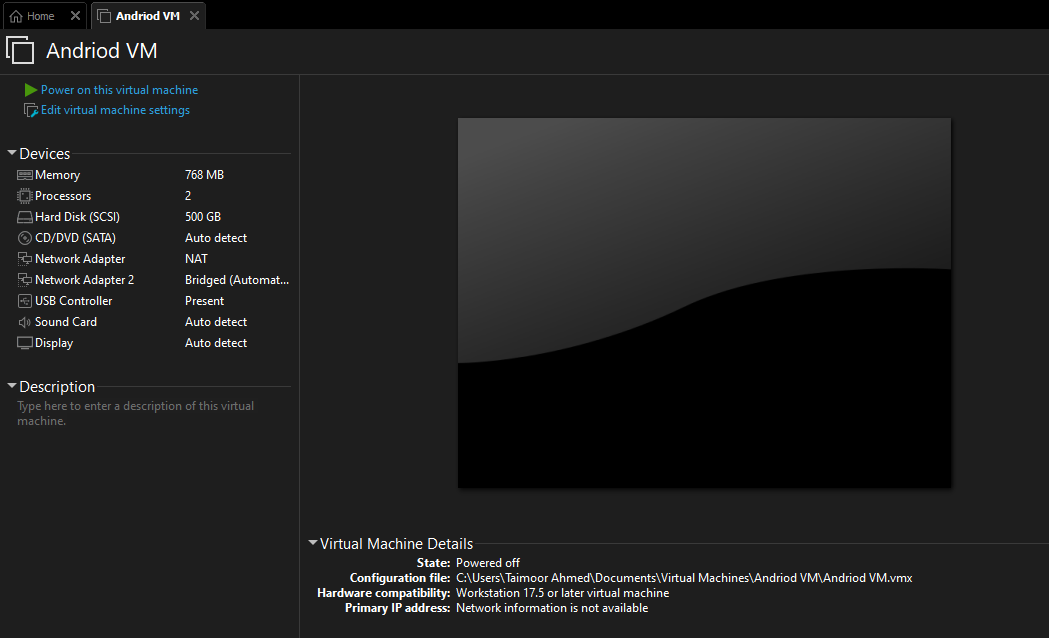 Home
Andriod VM
Andriod VM
Power on this virtual machine
Edit virtual machine settings
Devices
Memory 768 MB
Processors 2
Hard Disk (SCSI) 500 GB
CD/DVD (SATA) Auto detect
Network Adapter NAT
Network Adapter 2 Bridged (Automat...
USB Controller Present
Sound Card Auto detect
Display Auto detect
Description
Type here to enter a description of this virtual
machine.
Virtual Machine Details
State: Powered off
Configuration file: C:\Users\Taimoor Ahmed\Documents\Virtual Machines\Andriod VM\Andriod VM.vmx
Hardware compatibility: Workstation 17.5 or later virtual machine
Primary IP address: Network information is not available